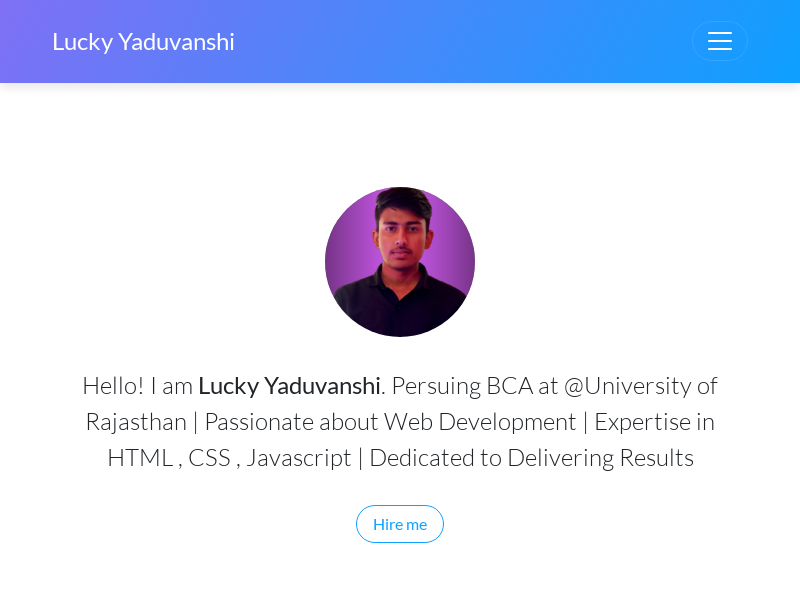 Lucky Yaduvanshi
Hello! I am Lucky Yaduvanshi. Persuing BCA at @University of
Rajasthan | Passionate about Web Development | Expertise in
HTML , CSS , Javascript | Dedicated to Delivering Results
Hire me